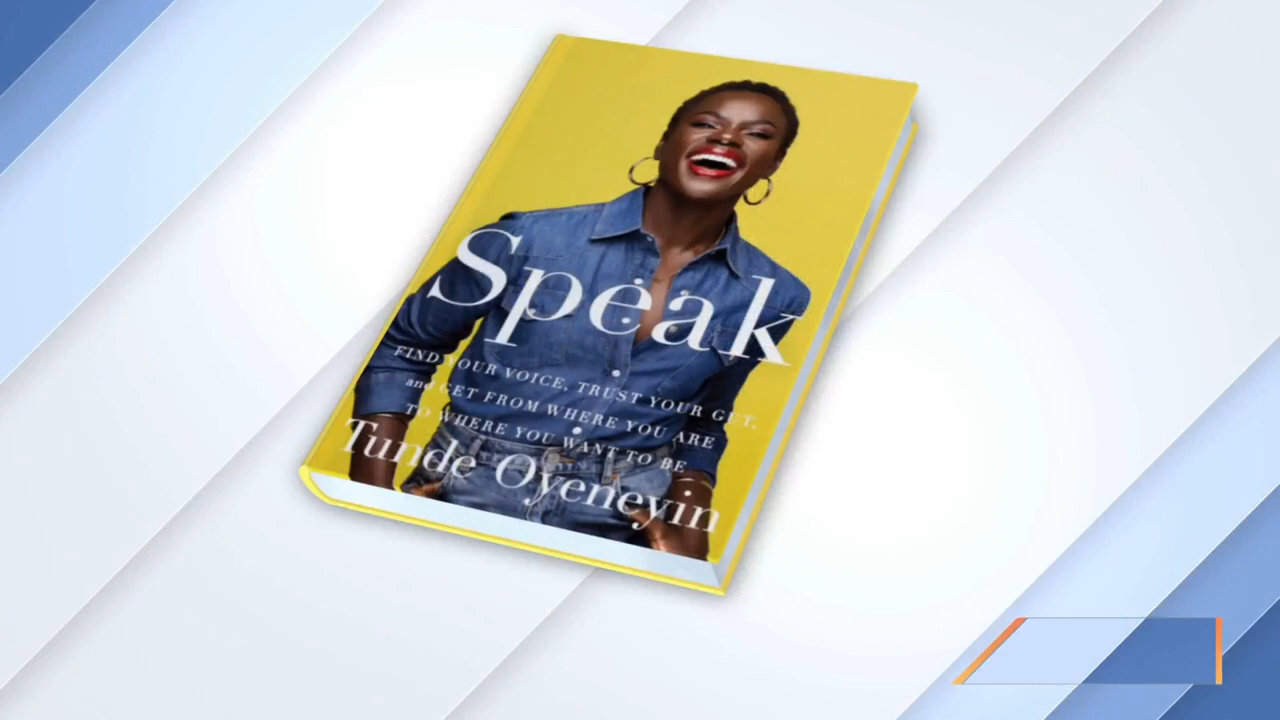 Speak
FIND YOUR VOICE, TRUST YOUR GUT,
and GET FROM WHERE YOU ARE
TO WHERE YOU WANT TO BE
Tunde Oyeneyin